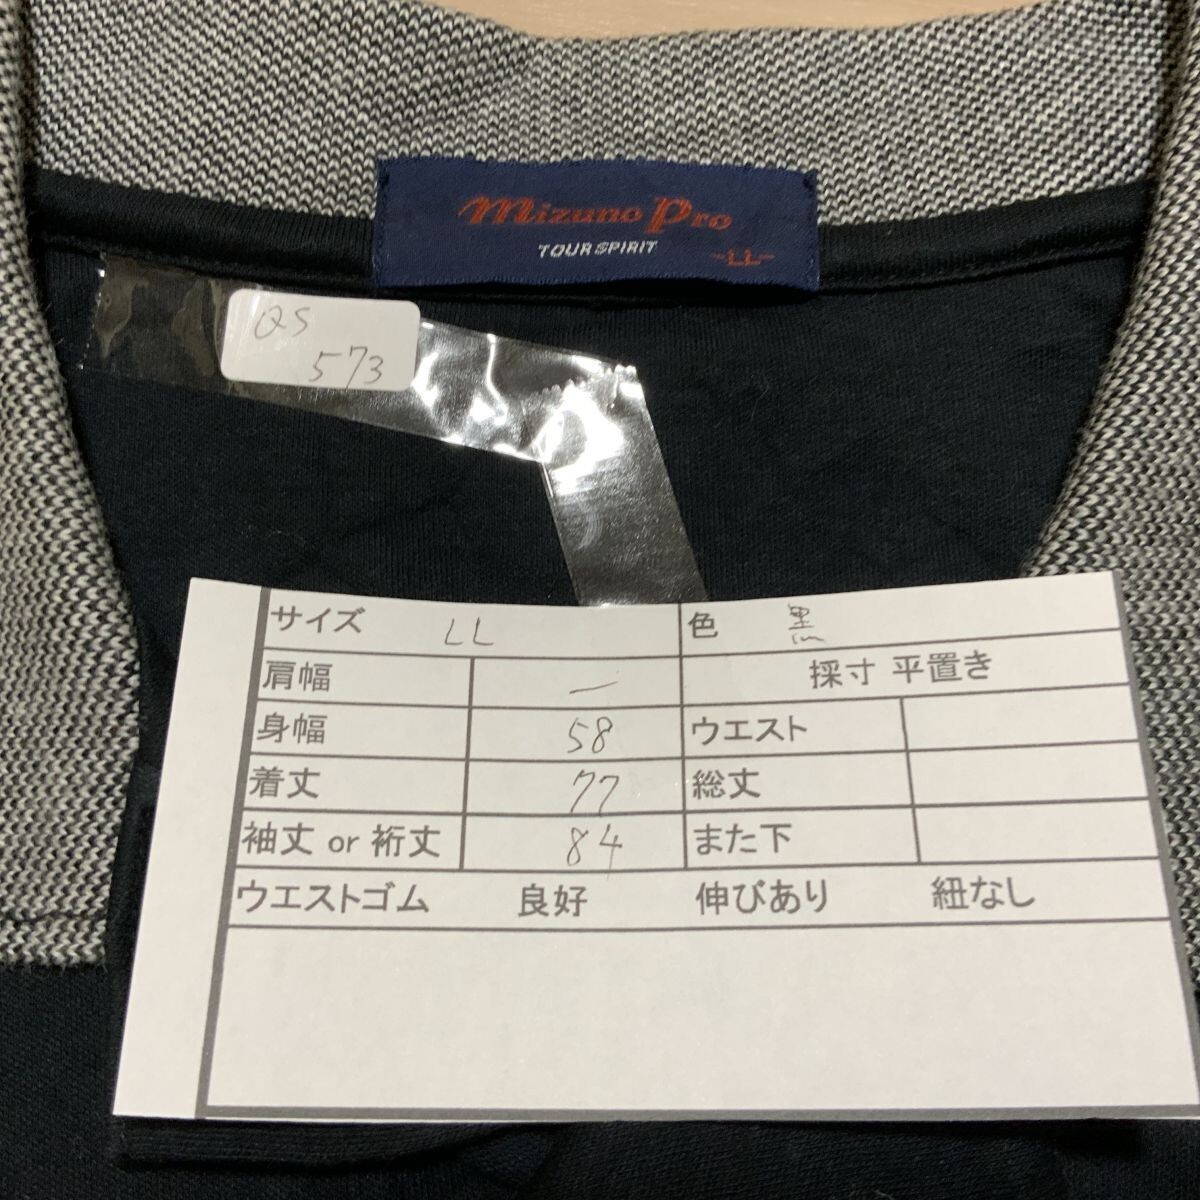 mizuno Pro
TOUR SPIRIT
-LL-
QS
573
サイズ LL 色 黒
肩幅 — 採寸 平置き
身幅 58 ウエスト
着丈 77 総丈
袖丈 or 裄丈 84 また下
ウエストゴム 良好 伸びあり 紐なし